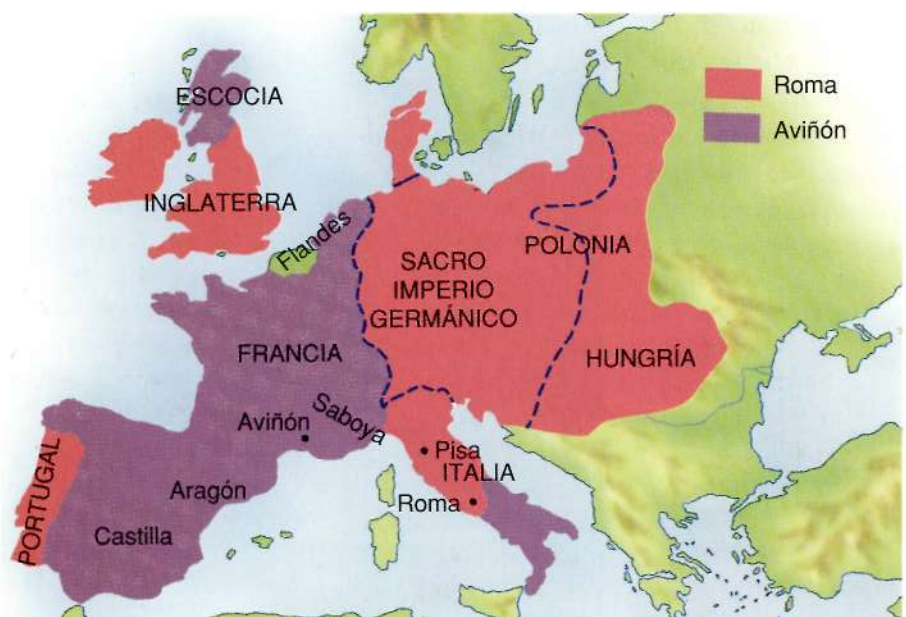 Roma
Aviñón
ESCOCIA
INGLATERRA
Flandes
SACRO
IMPERIO
GERMÁNICO
POLONIA
HUNGRÍA
FRANCIA
Saboya
Aviñón
Pisa
ITALIA
Roma
PORTUGAL
Aragón
Castilla